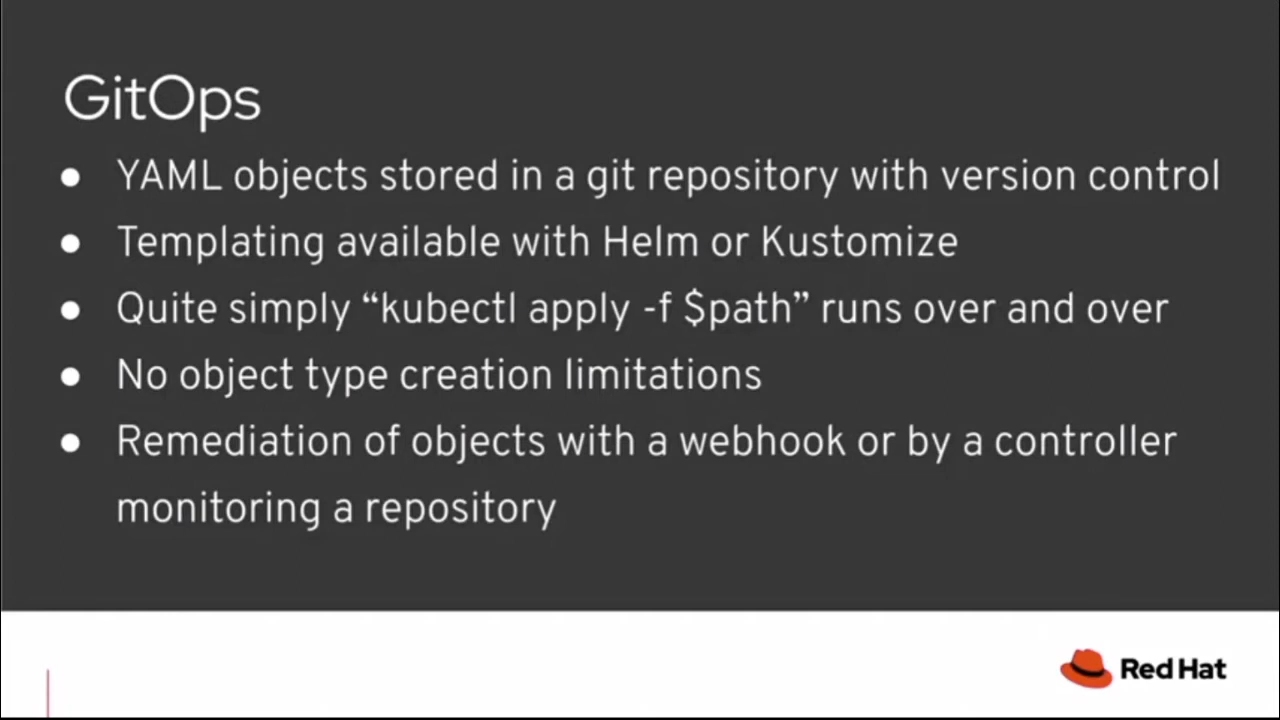 GitOps
● YAML objects stored in a git repository with version control
● Templating available with Helm or Kustomize
● Quite simply “kubectl apply -f $path” runs over and over
● No object type creation limitations
● Remediation of objects with a webhook or by a controller
monitoring a repository
Red Hat